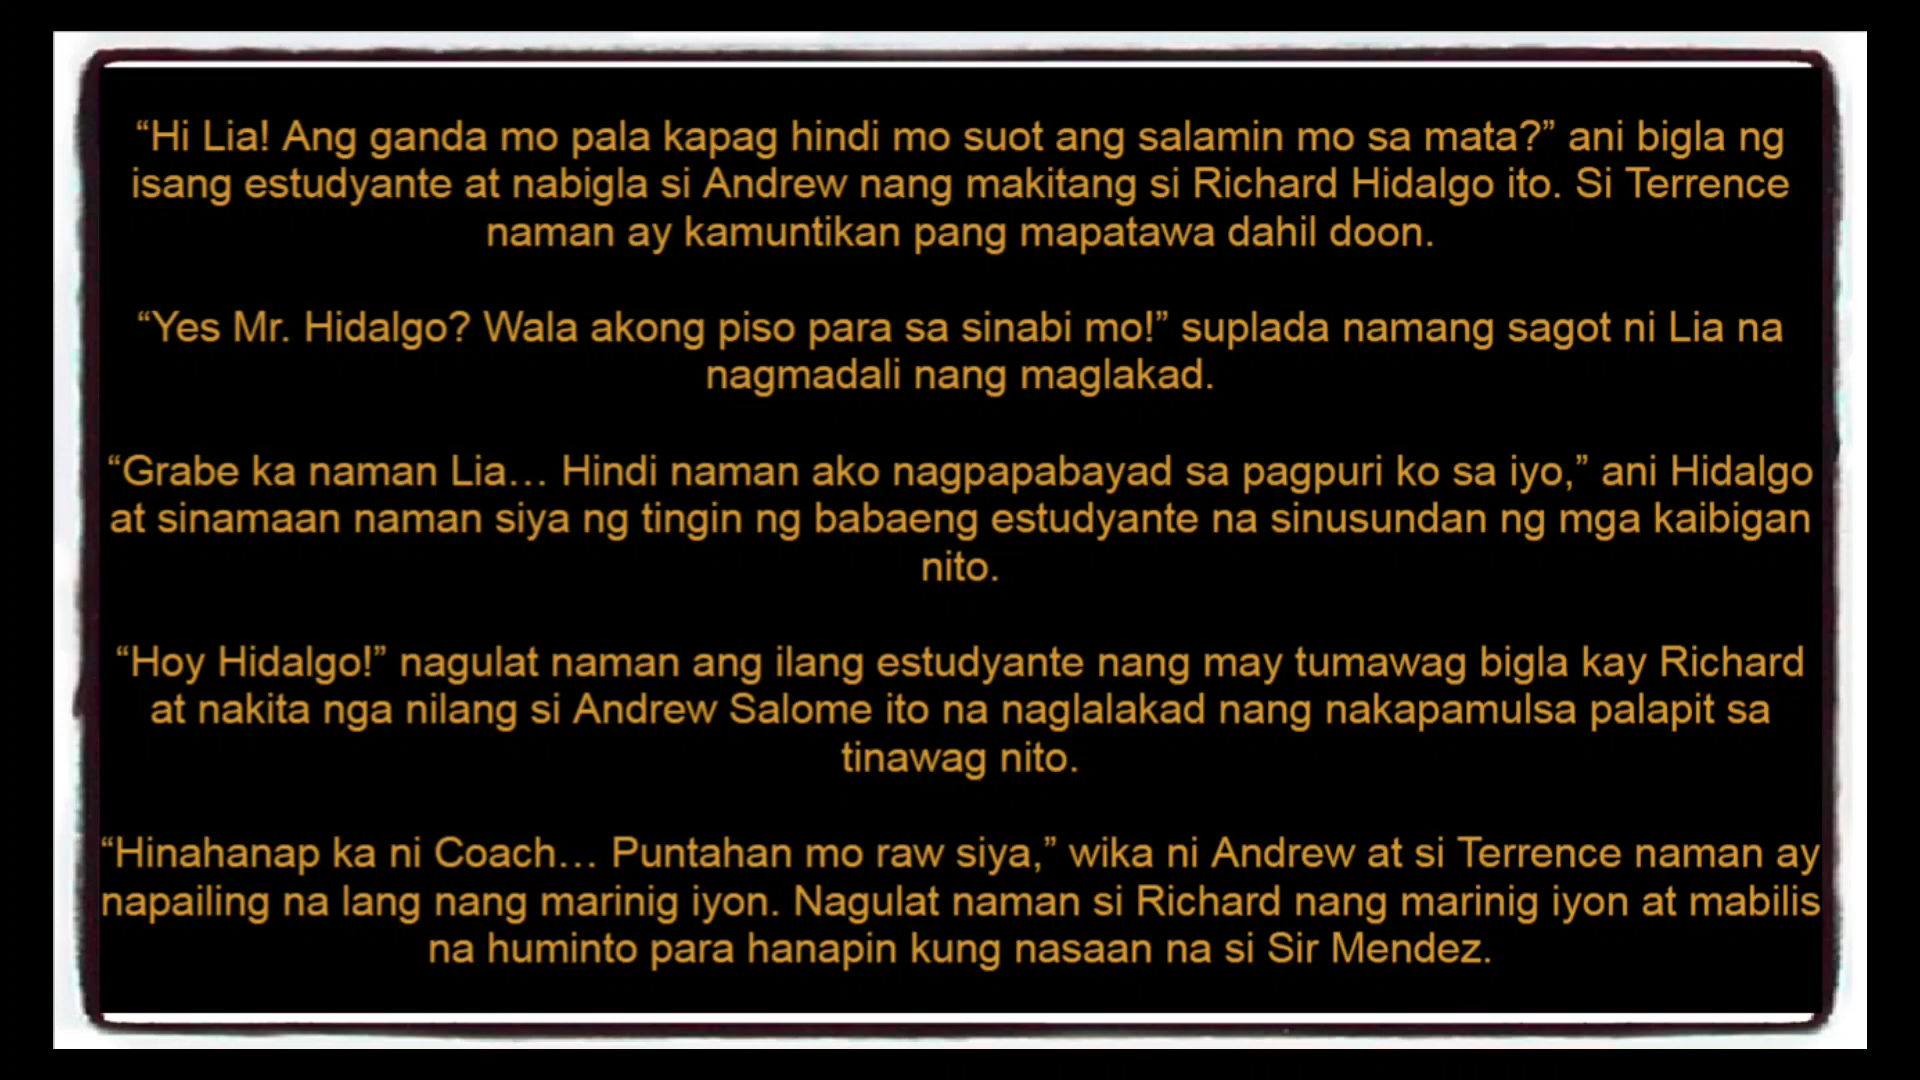 “Hi Lia! Ang ganda mo pala kapag hindi mo suot ang salamin mo sa mata?” ani bigla ng
isang estudyante at nabigla si Andrew nang makitang si Richard Hidalgo ito. Si Terrence
naman ay kamuntikan pang mapatawa dahil doon.
“Yes Mr. Hidalgo? Wala akong piso para sa sinabi mo!” suplada namang sagot ni Lia na
nagmadali nang maglakad.
“Grabe ka naman Lia… Hindi naman ako nagpapabayad sa pagpuri ko sa iyo,” ani Hidalgo
at sinamaan naman siya ng tingin ng babaeng estudyante na sinusundan ng mga kaibigan
nito.
“Hoy Hidalgo!” nagulat naman ang ilang estudyante nang may tumawag bigla kay Richard
at nakita nga nilang si Andrew Salome ito na naglalakad nang nakapamulsa palapit sa
tinawag nito.
“Hinahanap ka ni Coach… Puntahan mo raw siya,” wika ni Andrew at si Terrence naman ay
napailing na lang nang marinig iyon. Nagulat naman si Richard nang marinig iyon at mabilis
na huminto para hanapin kung nasaan na si Sir Mendez.